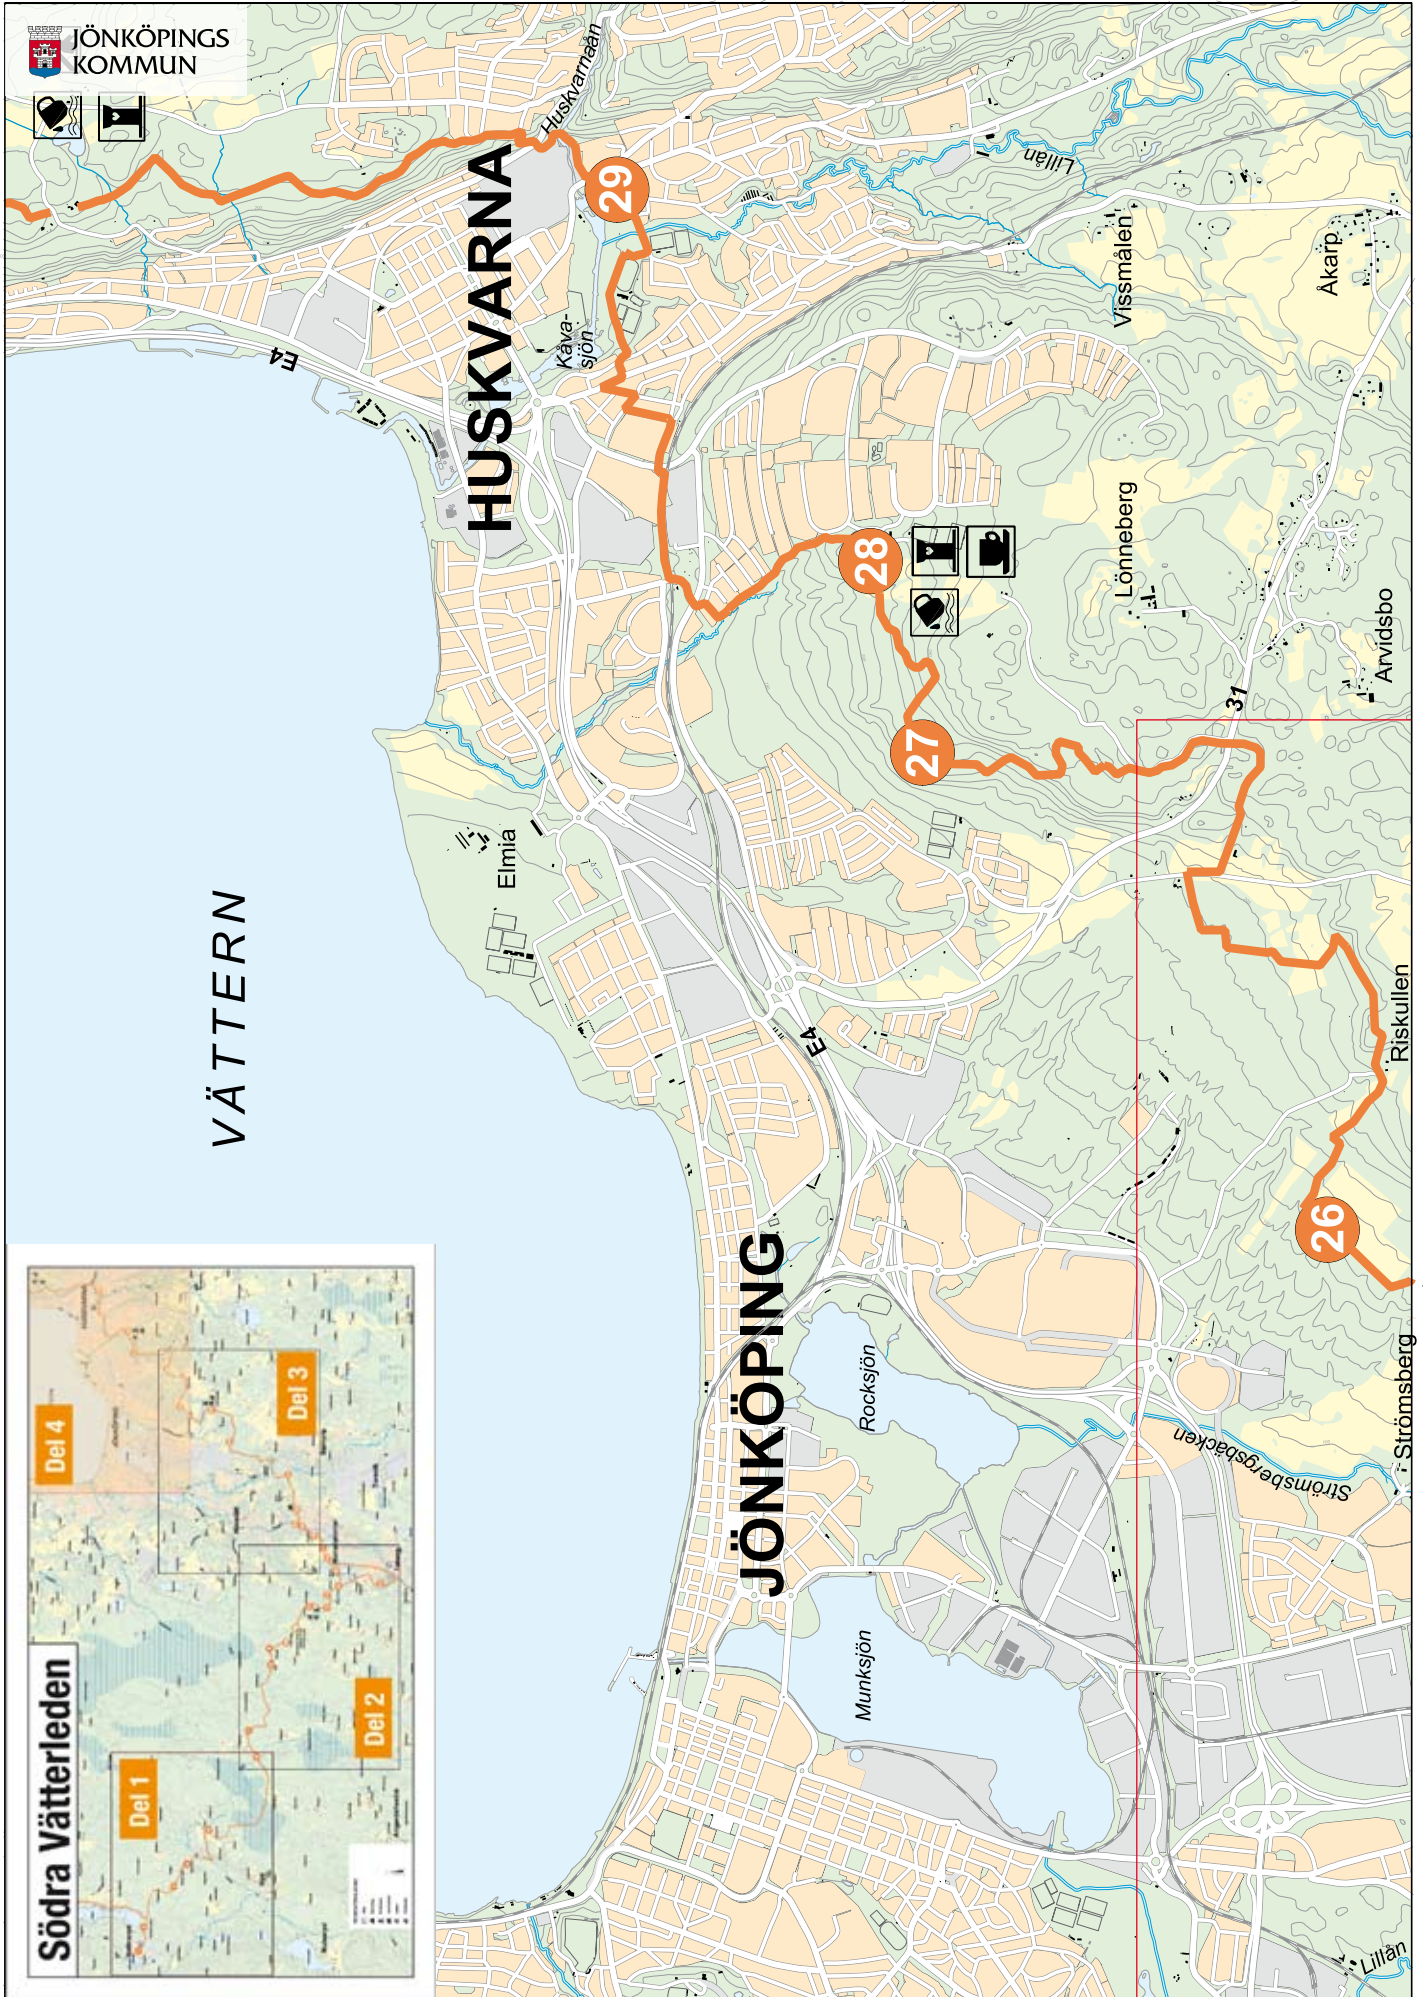 JÖNKÖPINGS
KOMMUN
Huskvarnaån
29
HUSKVARNA
Kåva-
sjön
E4
Lillån
Vissmålen
Åkarp
VÄTTERN
Elmia
28
27
Lönneberg
31
Arvidsbo
E4
Riskullen
26
JÖNKÖPING
Rocksjön
Munksjön
Strömsbergsbäcken
Strömsberg
Lillån
Södra Vätterleden
Del 1
Del 2
Del 3
Del 4